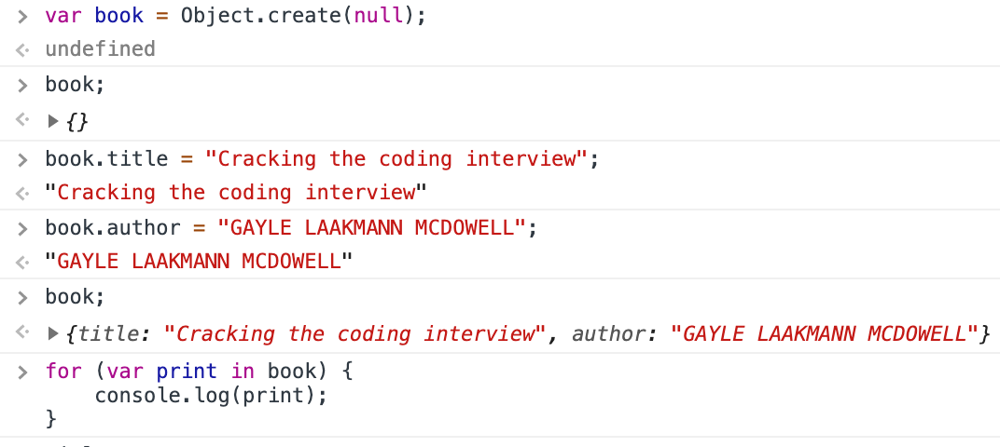 var book = Object.create(null);
undefined
book;
{}
book.title = "Cracking the coding interview";
"Cracking the coding interview"
book.author = "GAYLE LAAKMANN MCDOWELL";
"GAYLE LAAKMANN MCDOWELL"
book;
{title: "Cracking the coding interview", author: "GAYLE LAAKMANN MCDOWELL"}
for (var print in book) {
    console.log(print);
}